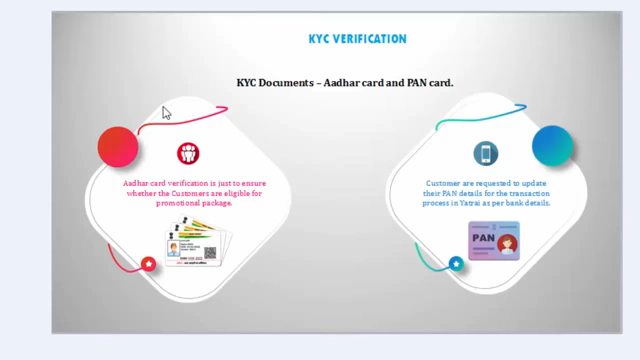 KYC VERIFICATION
KYC Documents – Aadhar card and PAN card.
Aadhar card verification is just to ensure
whether the Customers are eligible for
promotional package.
Customer are requested to update
their PAN details for the transaction
process in Yatrai as per bank details.
PAN